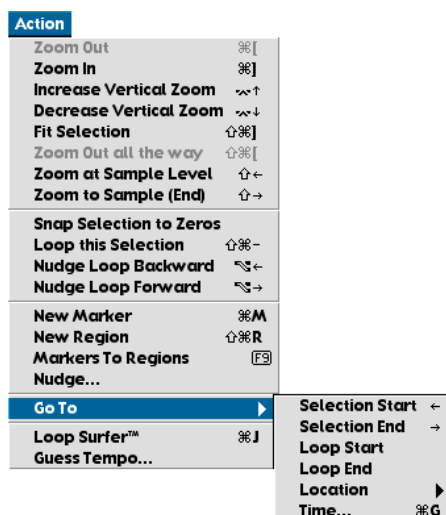 Action
Zoom Out ⌘[
Zoom In ⌘]
Increase Vertical Zoom ↑
Decrease Vertical Zoom ↓
Fit Selection ⇧⌘]
Zoom Out all the way ⇧⌘[
Zoom at Sample Level ⇧←
Zoom to Sample (End) ⇧→
Snap Selection to Zeros
Loop this Selection ⇧⌘-
Nudge Loop Backward ⌥←
Nudge Loop Forward ⌥→
New Marker ⌘M
New Region ⇧⌘R
Markers To Regions F9
Nudge...
Go To
Selection Start ←
Selection End →
Loop Start
Loop End
Location
Time... ⌘G
Loop Surfer™ ⌘J
Guess Tempo...